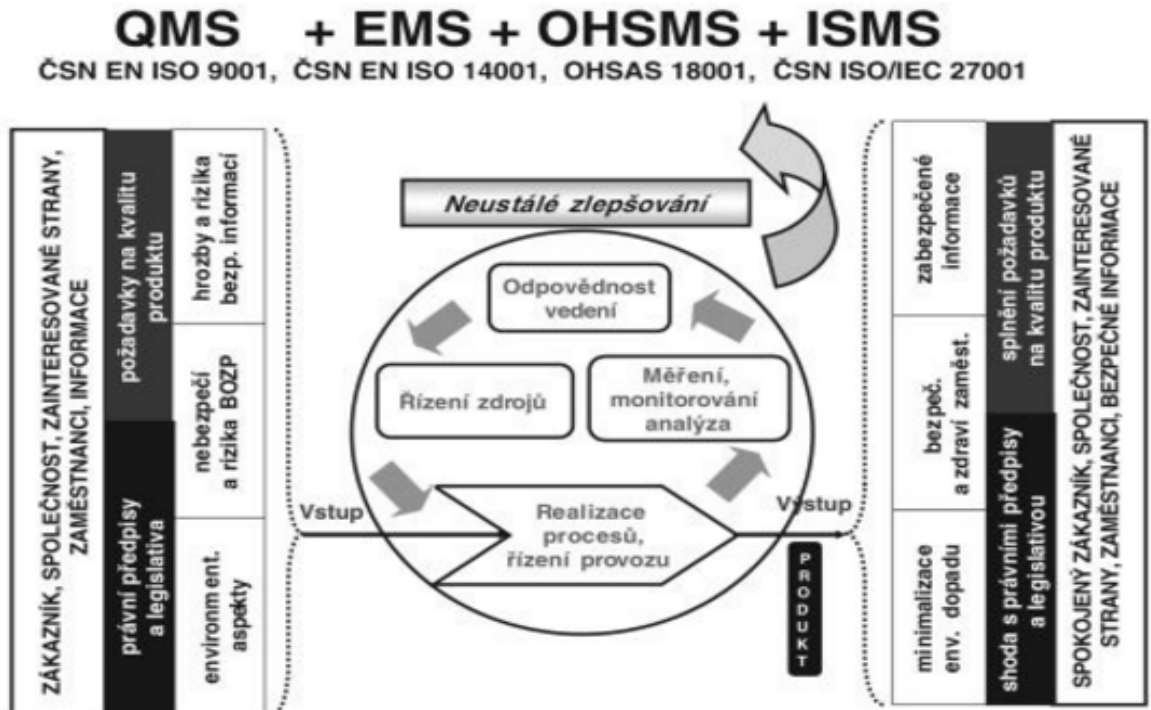 QMS + EMS + OHSMS + ISMS
ČSN EN ISO 9001, ČSN EN ISO 14001, OHSAS 18001, ČSN ISO/IEC 27001
ZÁKAZNÍK, SPOLEČNOST, ZAINTERESOVANÉ STRANY,
ZAMĚSTNANCI, INFORMACE
požadavky na kvalitu
produktu
právní předpisy
a legislativa
hrozby a rizika
bezp. informací
nebezpečí
a rizika BOZP
environment.
aspekty
Neustálé zlepšování
Odpovědnost
vedení
Řízení zdrojů
Měření,
monitorování
analýza
Vstup
Realizace
procesů,
řízení provozu
Výstup
PRODUKT
zabezpečené
informace
bezpeč.
a zdraví zaměst.
minimalizace
env. dopadu
splnění požadavků
na kvalitu produktu
shoda s právními předpisy
a legislativou
SPOKOJENÝ ZÁKAZNÍK, SPOLEČNOST, ZAINTERESOVANÉ
STRANY, ZAMĚSTNANCI, BEZPEČNÉ INFORMACE